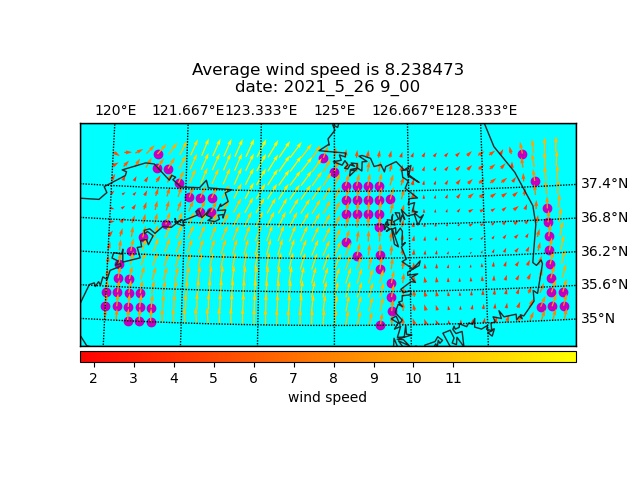 Average wind speed is 8.238473
date: 2021_5_26 9_00
120°E 121.667°E 123.333°E 125°E 126.667°E 128.333°E
37.4°N
36.8°N
36.2°N
35.6°N
35°N
2 3 4 5 6 7 8 9 10 11
wind speed